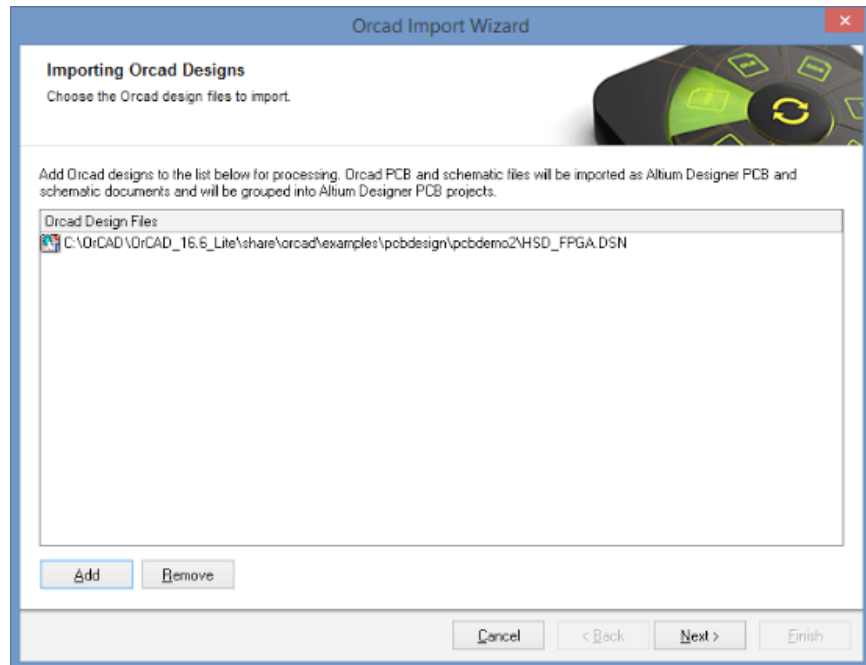 Orcad Import Wizard
Importing Orcad Designs
Choose the Orcad design files to import.
Add Orcad designs to the list below for processing. Orcad PCB and schematic files will be imported as Altium Designer PCB and
schematic documents and will be grouped into Altium Designer PCB projects.
Orcad Design Files
C:\OrCAD\OrCAD_16.6_Lite\share\orcad\examples\pcbdesign\pcbdemo2\HSD_FPGA.DSN
Add Remove
Cancel < Back Next > Finish